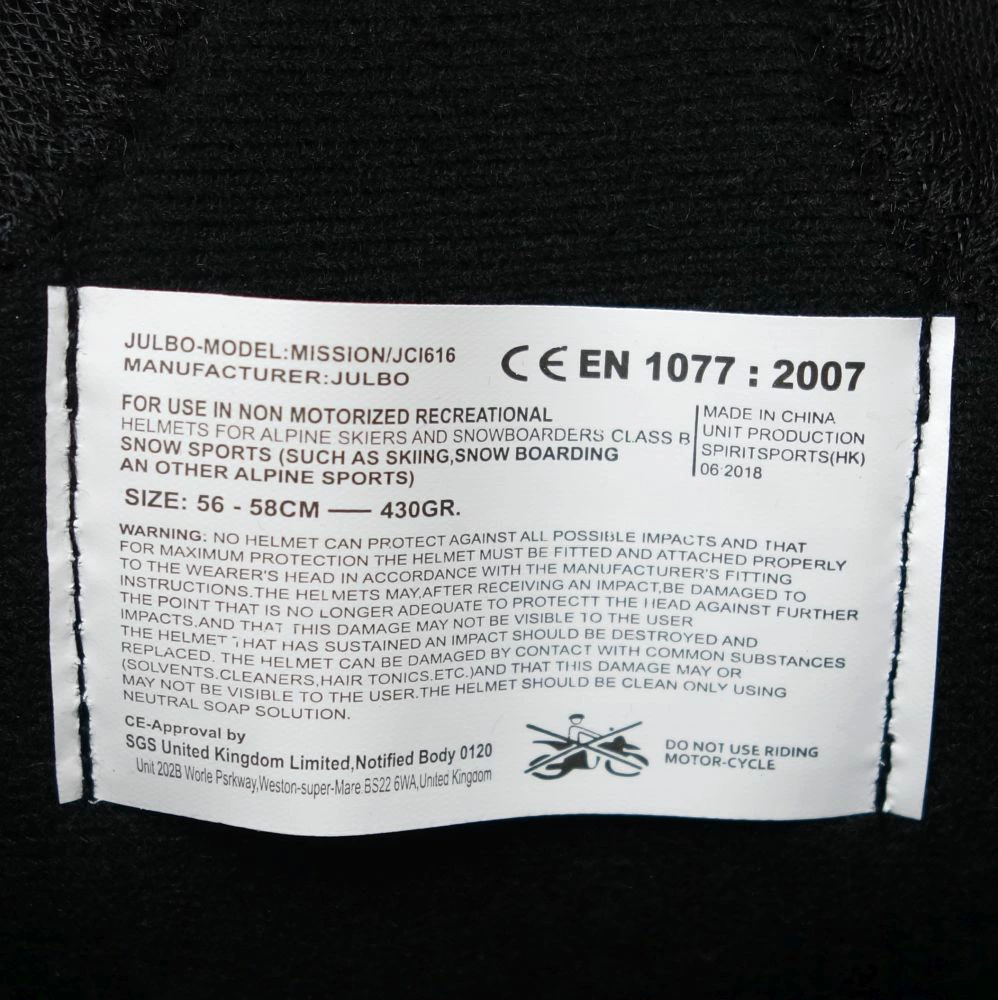 JULBO-MODEL:MISSION/JCI616
MANUFACTURER:JULBO
CE EN 1077 : 2007
FOR USE IN NON MOTORIZED RECREATIONAL
HELMETS FOR ALPINE SKIERS AND SNOWBOARDERS CLASS B
SNOW SPORTS (SUCH AS SKIING,SNOW BOARDING
AN OTHER ALPINE SPORTS)
MADE IN CHINA
UNIT PRODUCTION
SPIRITSPORTS(HK)
06 2018
SIZE: 56 - 58CM — 430GR.
WARNING: NO HELMET CAN PROTECT AGAINST ALL POSSIBLE IMPACTS AND THAT
FOR MAXIMUM PROTECTION THE HELMET MUST BE FITTED AND ATTACHED PROPERLY
TO THE WEARER'S HEAD IN ACCORDANCE WITH THE MANUFACTURER'S FITTING
INSTRUCTIONS.THE HELMETS MAY,AFTER RECEIVING AN IMPACT,BE DAMAGED TO
THE POINT THAT IS NO LONGER ADEQUATE TO PROTECTT THE HEAD AGAINST FURTHER
IMPACTS,AND THAT THIS DAMAGE MAY NOT BE VISIBLE TO THE USER
THE HELMET THAT HAS SUSTAINED AN IMPACT SHOULD BE DESTROYED AND
REPLACED. THE HELMET CAN BE DAMAGED BY CONTACT WITH COMMON SUBSTANCES
(SOLVENTS,CLEANERS,HAIR TONICS.ETC.)AND THAT THIS DAMAGE MAY OR
MAY NOT BE VISIBLE TO THE USER.THE HELMET SHOULD BE CLEAN ONLY USING
NEUTRAL SOAP SOLUTION.
CE-Approval by
SGS United Kingdom Limited,Notified Body 0120
Unit 202B Worle Psrkway,Weston-super-Mare BS22 6WA,United Kingdom
DO NOT USE RIDING
MOTOR-CYCLE